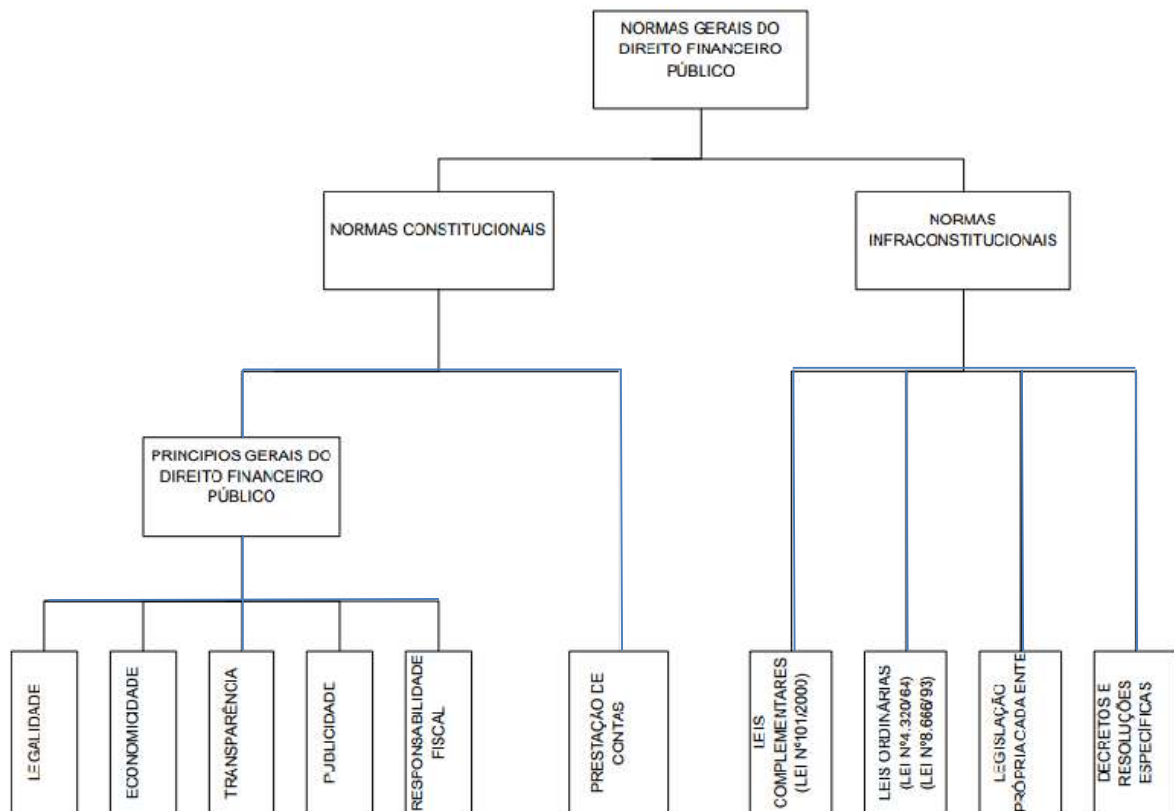 NORMAS GERAIS DO
DIREITO FINANCEIRO
PÚBLICO
NORMAS CONSTITUCIONAIS
NORMAS
INFRACONSTITUCIONAIS
PRINCIPIOS GERAIS DO
DIREITO FINANCEIRO
PÚBLICO
LEGALIDADE
ECONOMICIDADE
TRANSPARÊNCIA
PUBLICIDADE
RESPONSABILIDADE
FISCAL
PRESTAÇÃO DE
CONTAS
LEIS
COMPLEMENTARES
(LEI Nº101/2000)
LEIS ORDINÁRIAS
(LEI Nº4.320/64)
(LEI Nº8.666/93)
LEGISLAÇÃO
PRÓPRIACADA ENTE
DECRETOS E
RESOLUÇÕES
ESPECÍFICAS